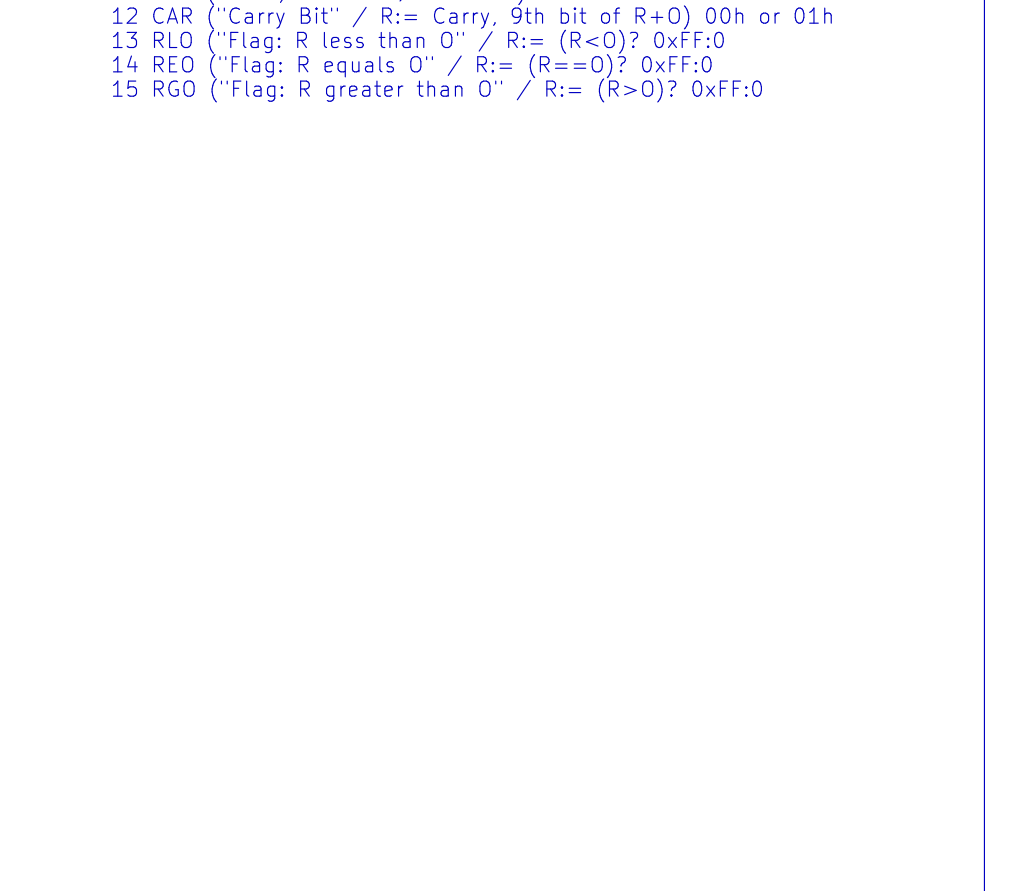 12 CAR ("Carry Bit" / R:= Carry, 9th bit of R+O) 00h or 01h
13 RLO ("Flag: R less than O" / R:= (R<O)? 0xFF:0
14 REO ("Flag: R equals O" / R:= (R==O)? 0xFF:0
15 RGO ("Flag: R greater than O" / R:= (R>O)? 0xFF:0